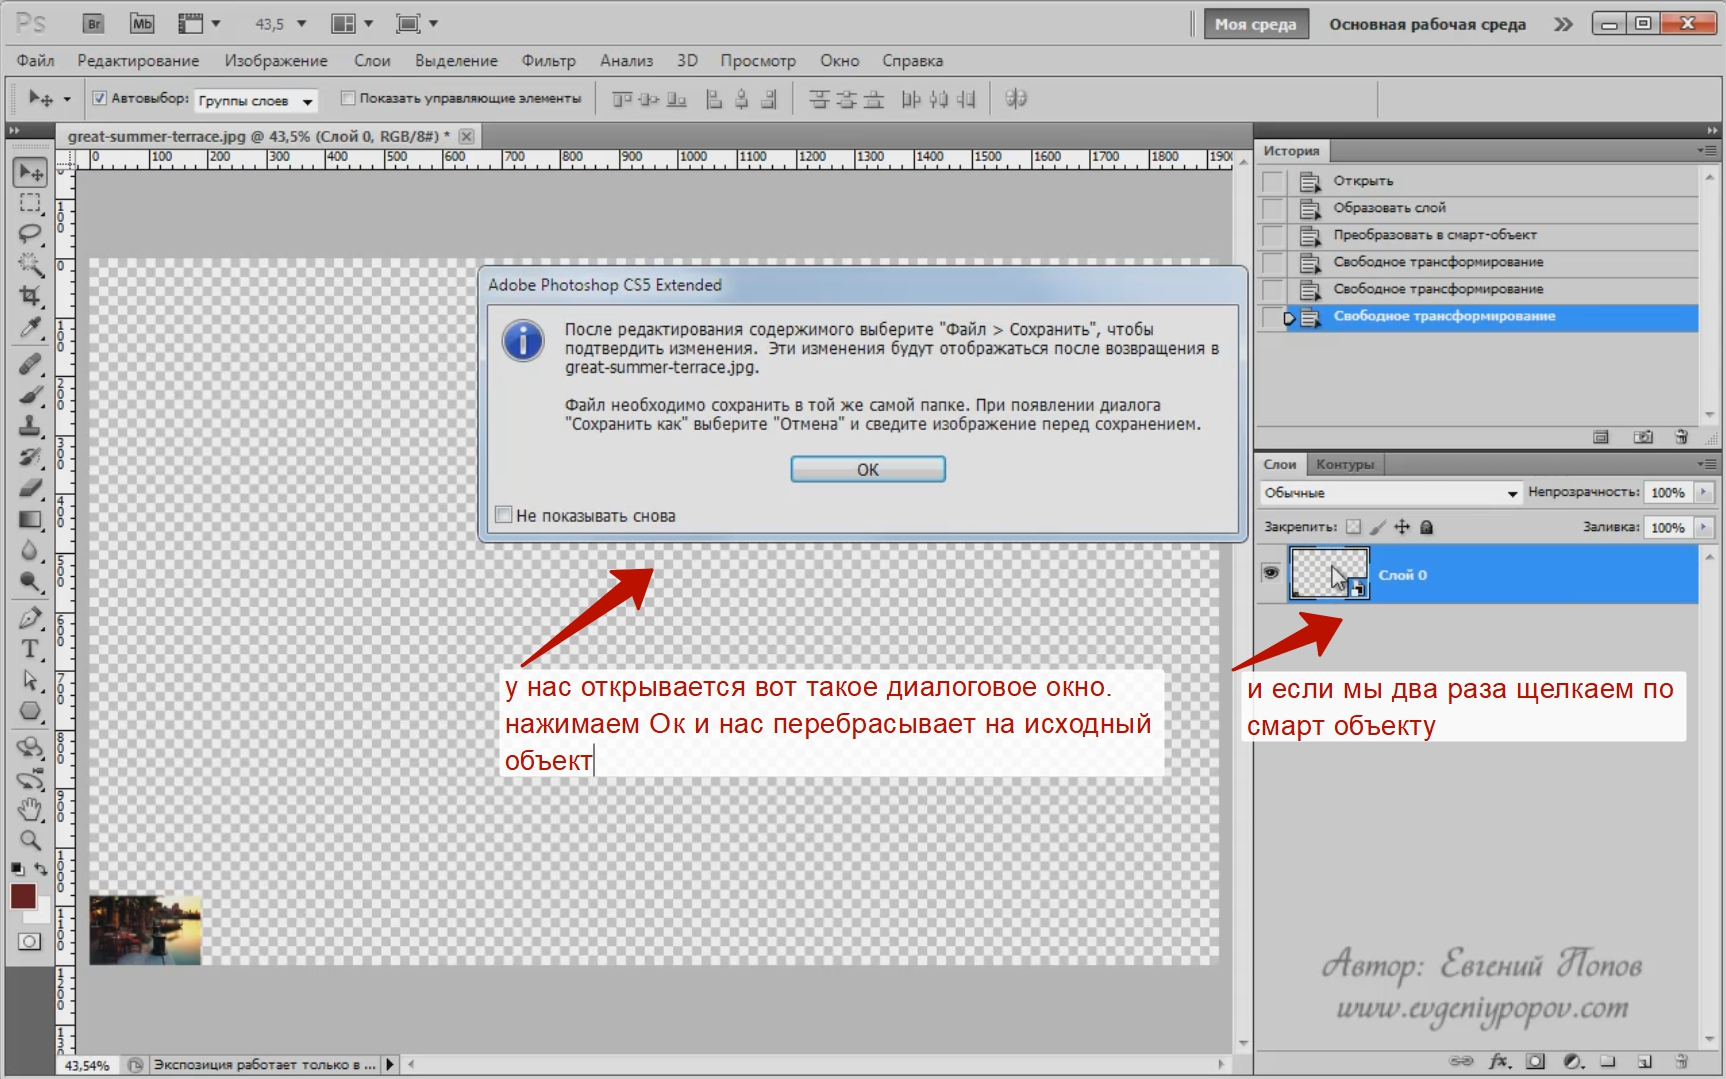 Ps Br Mb 43,5 Моя среда Основная рабочая среда
Файл Редактирование Изображение Слои Выделение Фильтр Анализ 3D Просмотр Окно Справка
Автовыбор: Группы слоев Показать управляющие элементы
great-summer-terrace.jpg @ 43,5% (Слой 0, RGB/8#) *
0 100 200 300 400 500 600 700 800 900 1000 1100 1200 1300 1400 1500 1600 1700 1800 1900
История
Открыть
Образовать слой
Преобразовать в смарт-объект
Свободное трансформирование
Свободное трансформирование
Свободное трансформирование
Adobe Photoshop CS5 Extended
После редактирования содержимого выберите "Файл > Сохранить", чтобы
подтвердить изменения. Эти изменения будут отображаться после возвращения в
great-summer-terrace.jpg.
Файл необходимо сохранить в той же самой папке. При появлении диалога
"Сохранить как" выберите "Отмена" и сведите изображение перед сохранением.
ОК
Не показывать снова
Слои Контуры
Обычные Непрозрачность: 100%
Закрепить: Заливка: 100%
Слой 0
у нас открывается вот такое диалоговое окно.
нажимаем Ок и нас перебрасывает на исходный
объект
и если мы два раза щелкаем по
смарт объекту
Автор: Евгений Попов
www.evgeniypopov.com
43,54% Экспозиция работает только в ...